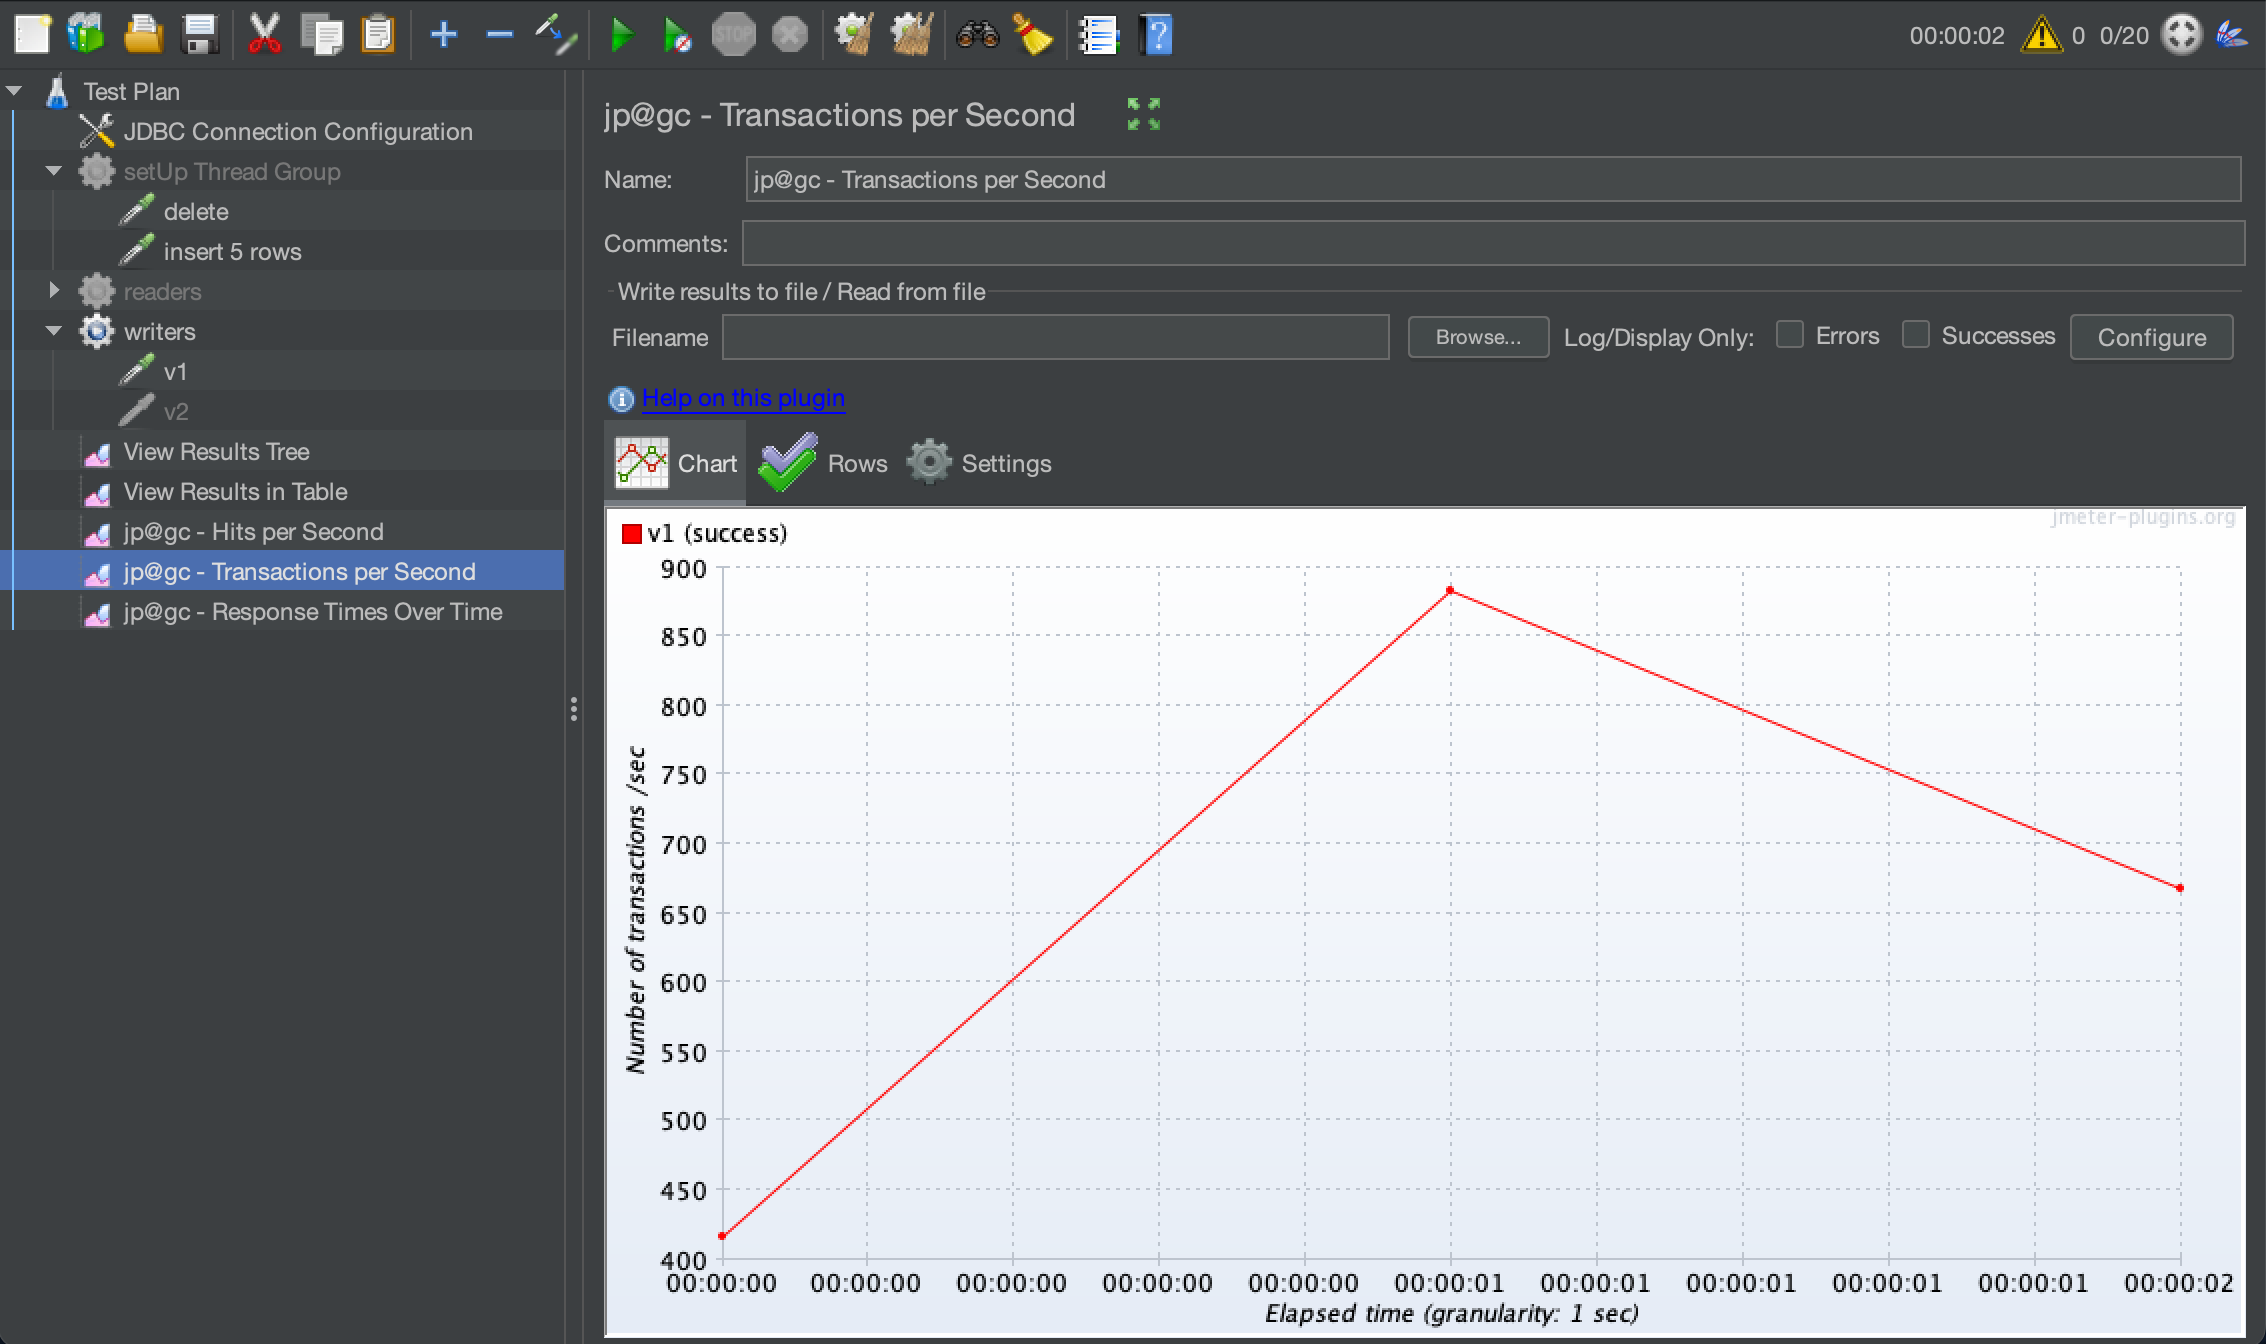 STOP
00:00:02 0 0/20
Test Plan
JDBC Connection Configuration
setUp Thread Group
delete
insert 5 rows
readers
writers
v1
v2
View Results Tree
View Results in Table
jp@gc - Hits per Second
jp@gc - Transactions per Second
jp@gc - Response Times Over Time
jp@gc - Transactions per Second
Name: jp@gc - Transactions per Second
Comments:
Write results to file / Read from file
Filename Browse... Log/Display Only: Errors Successes Configure
Help on this plugin
Chart Rows Settings
jmeter-plugins.org
v1 (success)
900
850
800
750
700
650
600
550
500
450
400
Number of transactions /sec
00:00:00 00:00:00 00:00:00 00:00:00 00:00:00 00:00:01 00:00:01 00:00:01 00:00:01 00:00:01 00:00:02
Elapsed time (granularity: 1 sec)